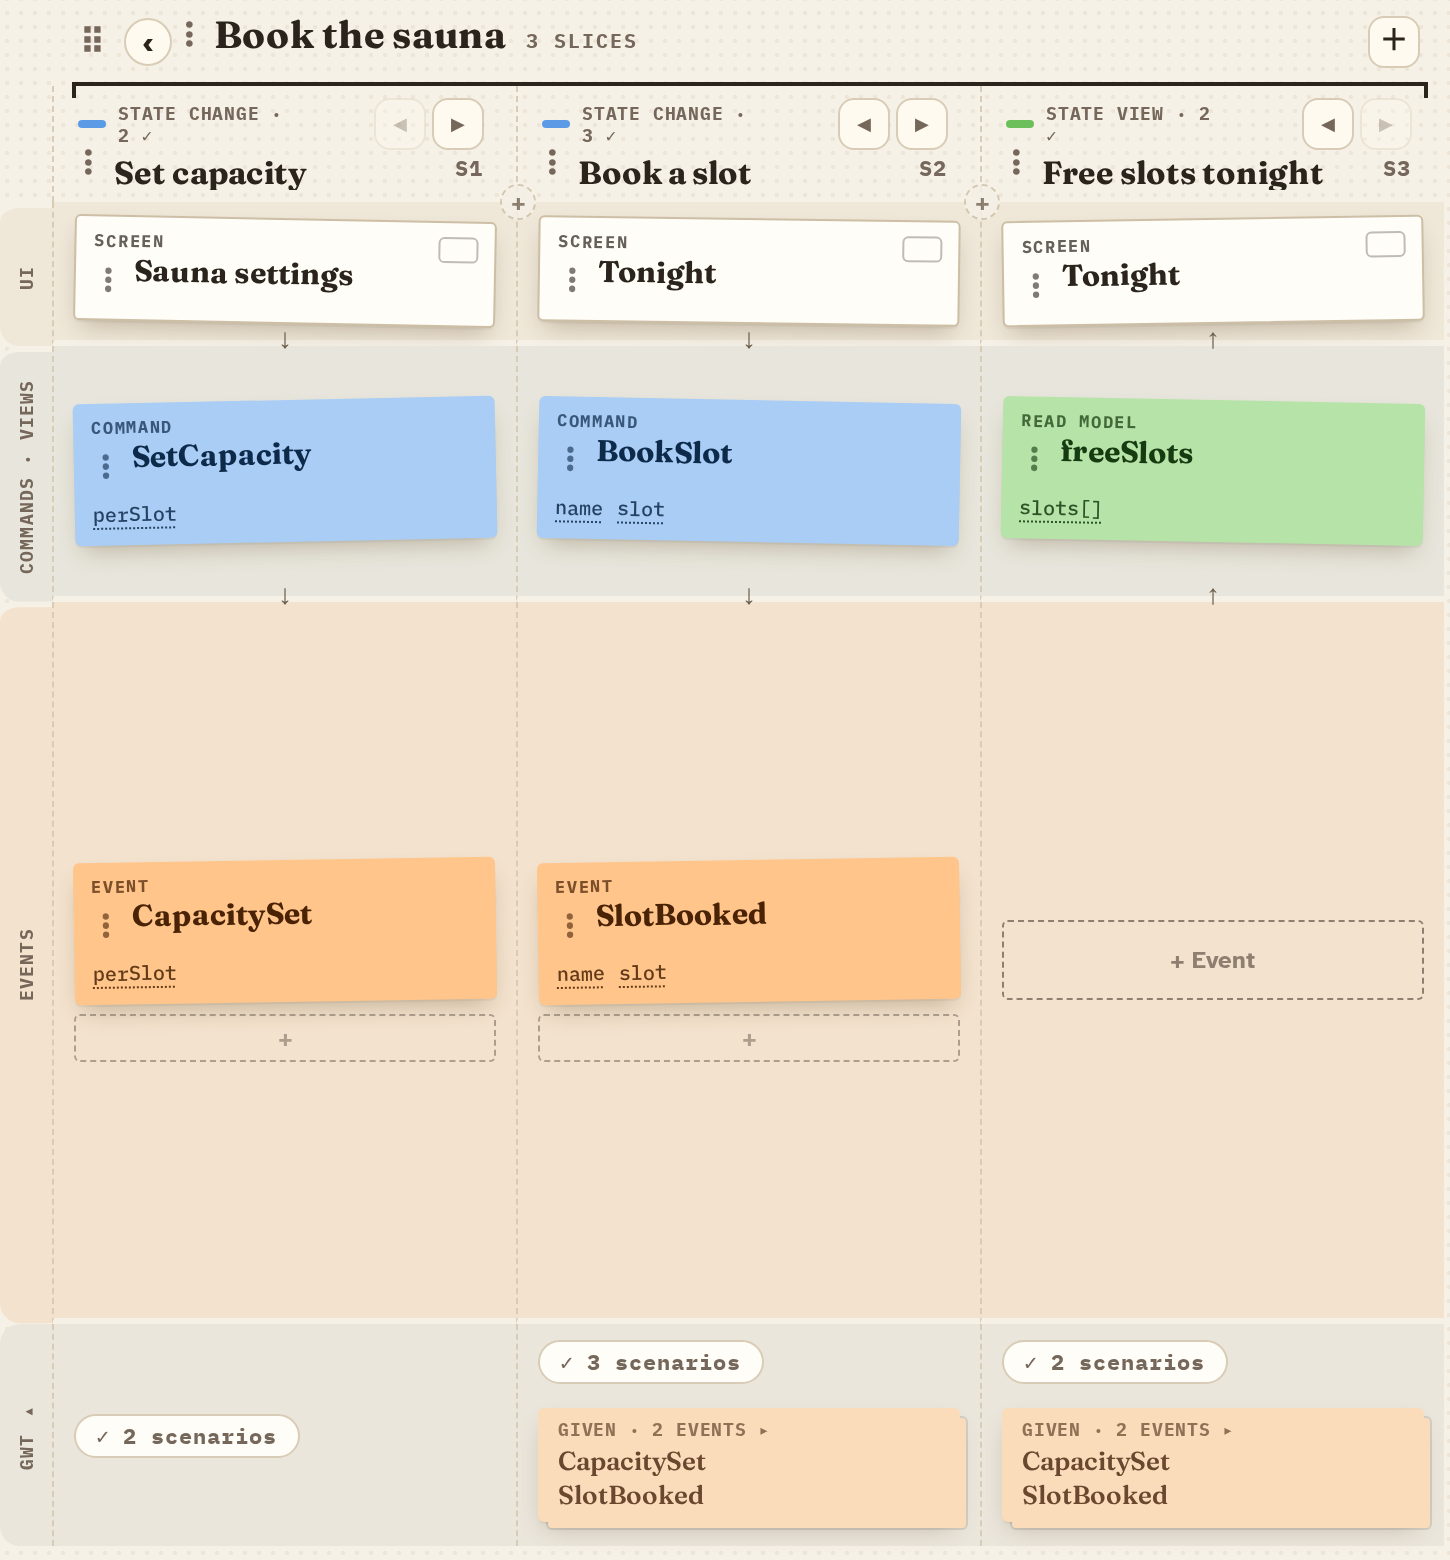 Book the sauna 3 SLICES
STATE CHANGE ·
2 ✓
Set capacity S1
STATE CHANGE ·
3 ✓
Book a slot S2
STATE VIEW · 2
✓
Free slots tonight S3
UI
SCREEN
Sauna settings
SCREEN
Tonight
SCREEN
Tonight
COMMANDS · VIEWS
COMMAND
SetCapacity
perSlot
COMMAND
BookSlot
name slot
READ MODEL
freeSlots
slots[]
EVENTS
EVENT
CapacitySet
perSlot
+
EVENT
SlotBooked
name slot
+
+ Event
GWT
✓ 2 scenarios
✓ 3 scenarios
GIVEN · 2 EVENTS ▸
CapacitySet
SlotBooked
✓ 2 scenarios
GIVEN · 2 EVENTS ▸
CapacitySet
SlotBooked